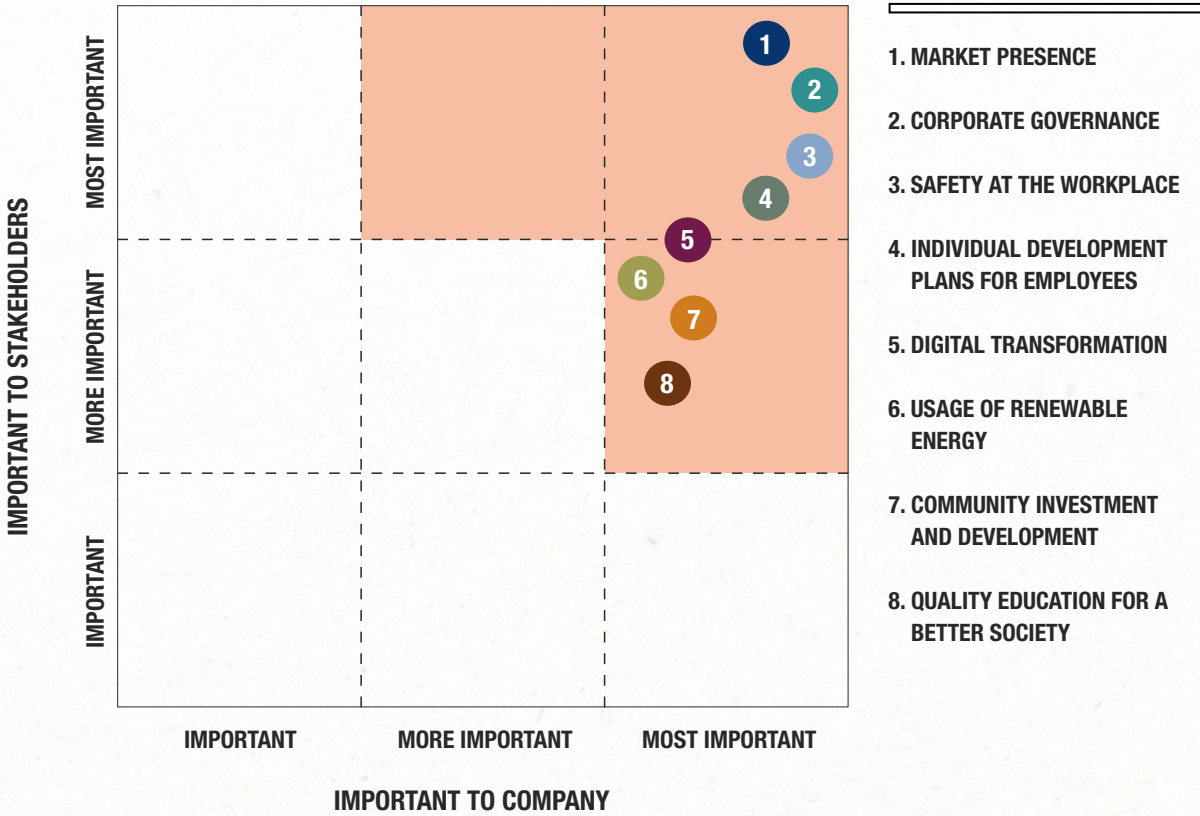 IMPORTANT TO STAKEHOLDERS
MOST IMPORTANT
MORE IMPORTANT
IMPORTANT
1
2
3
4
5
6
7
8
IMPORTANT
MORE IMPORTANT
MOST IMPORTANT
IMPORTANT TO COMPANY
1. MARKET PRESENCE
2. CORPORATE GOVERNANCE
3. SAFETY AT THE WORKPLACE
4. INDIVIDUAL DEVELOPMENT
PLANS FOR EMPLOYEES
5. DIGITAL TRANSFORMATION
6. USAGE OF RENEWABLE
ENERGY
7. COMMUNITY INVESTMENT
AND DEVELOPMENT
8. QUALITY EDUCATION FOR A
BETTER SOCIETY